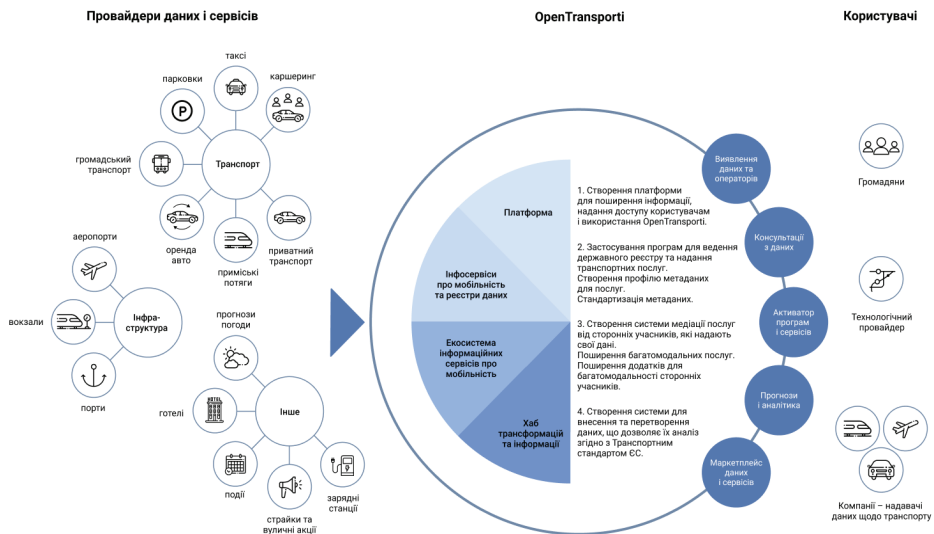 Провайдери даних і сервісів
таксі
парковки
каршеринг
P
громадський
транспорт
Транспорт
оренда
авто
приміські
потяги
приватний
транспорт
аеропорти
вокзали
Інфра-
структура
порти
прогнози
погоди
готелі
Інше
події
страйки та
вуличні акції
зарядні
станції
OpenTransporti
Платформа
Інфосервіси
про мобільність
та реєстри даних
Екосистема
інформаційних
сервісів про
мобільність
Хаб
трансформацій
та інформації
1. Створення платформи
для поширення інформації,
надання доступу користувачам
і використання OpenTransporti.
2. Застосування програм для ведення
державного реєстру та надання
транспортних послуг.
Створення профілю метаданих
для послуг.
Стандартизація метаданих.
3. Створення системи медіації послуг
від сторонніх учасників, які надають
свої дані.
Поширення багатомодальних послуг.
Поширення додатків для
багатомодальності сторонніх
учасників.
4. Створення системи для
внесення та перетворення
даних, що дозволяє їх аналіз
згідно з Транспортним
стандартом ЄС.
Виявлення
даних та
операторів
Консультації
з даних
Активатор
програм
і сервісів
Прогнози
і аналітика
Маркетплейс
даних
і сервісів
Користувачі
Громадяни
Технологічний
провайдер
Компанії – надавачі
даних щодо транспорту